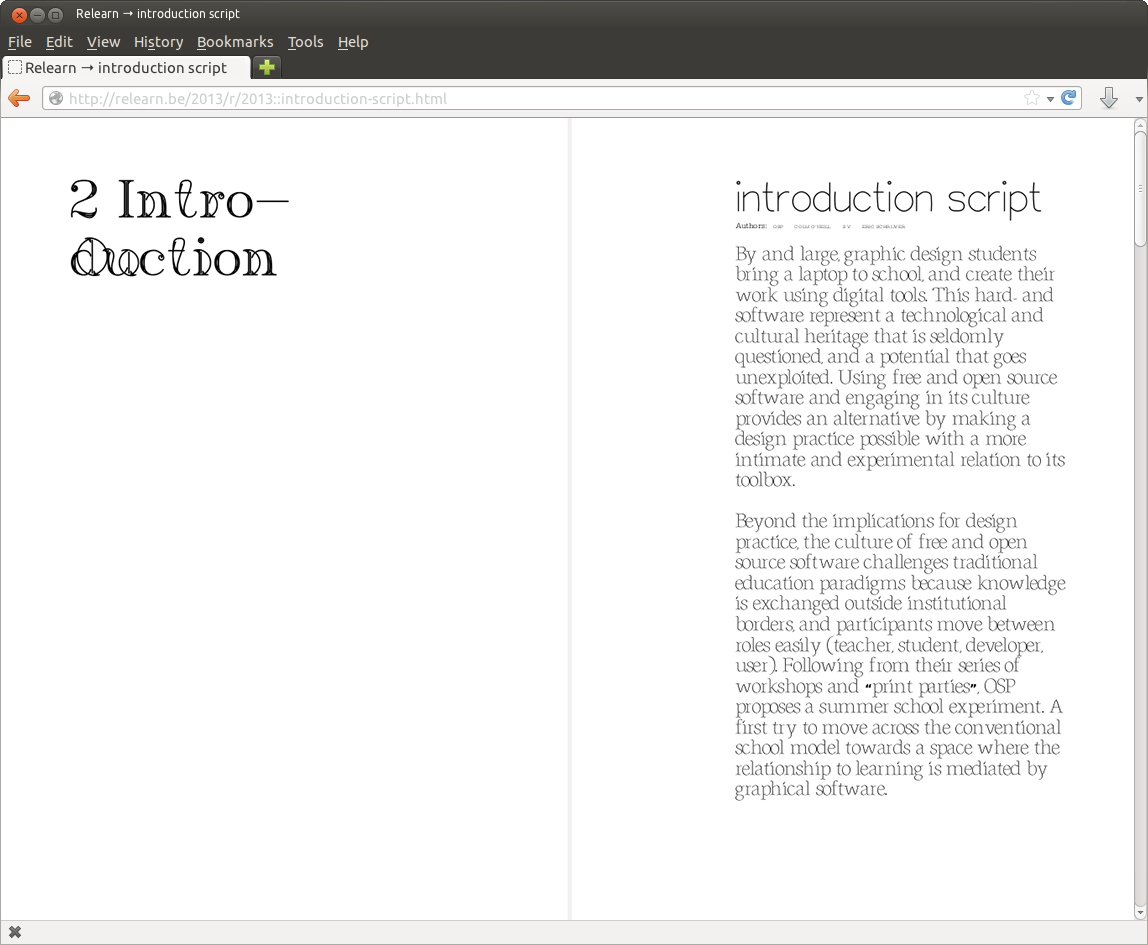 Relearn → introduction script
File Edit View History Bookmarks Tools Help
Relearn → introduction script
http://relearn.be/2013/r/2013::introduction-script.html
2 Intro-
duction
introduction script
Authors: OSP COLM O'NEILL S V ERIC SCHRIJVER
By and large, graphic design students
bring a laptop to school, and create their
work using digital tools. This hard- and
software represent a technological and
cultural heritage that is seldomly
questioned, and a potential that goes
unexploited. Using free and open source
software and engaging in its culture
provides an alternative by making a
design practice possible with a more
intimate and experimental relation to its
toolbox.
Beyond the implications for design
practice, the culture of free and open
source software challenges traditional
education paradigms because knowledge
is exchanged outside institutional
borders, and participants move between
roles easily (teacher, student, developer,
user). Following from their series of
workshops and “print parties”, OSP
proposes a summer school experiment. A
first try to move across the conventional
school model towards a space where the
relationship to learning is mediated by
graphical software.